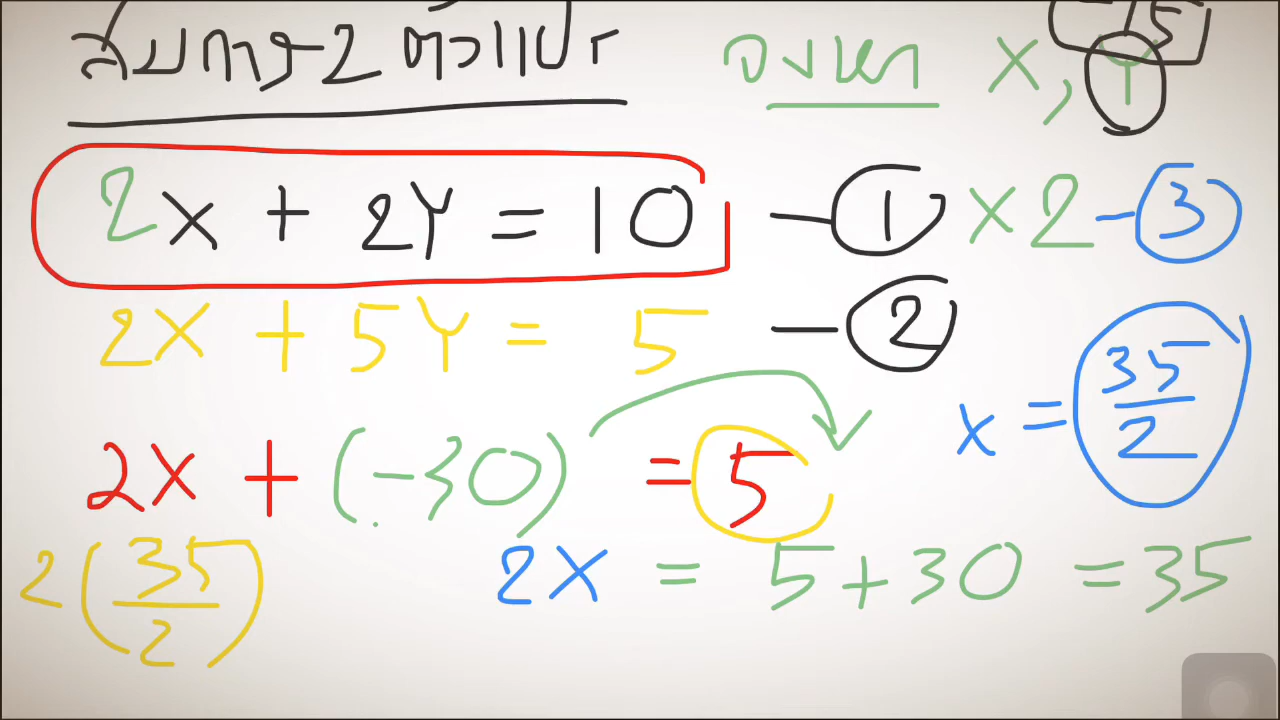 สมการ 2 ตัวแปร จงหา x, Y
2x + 2Y = 10 - 1 x2 - 3
2x + 5Y = 5 - 2
x = 35/2
2x + (-30) = 5
2(35/2)
2x = 5+30 = 35